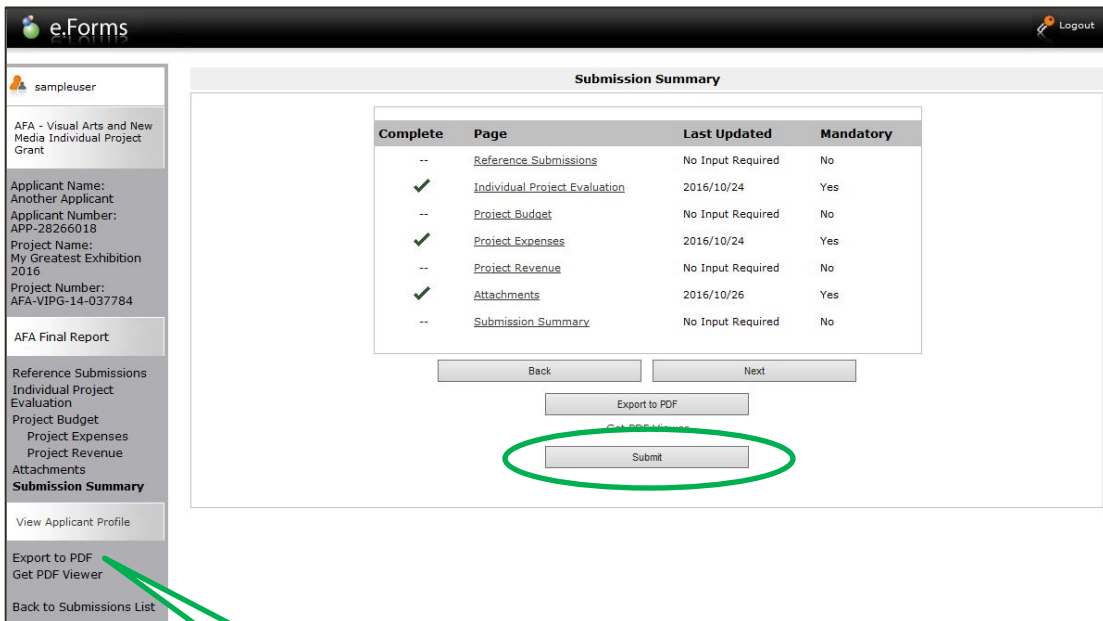 e.Forms
Logout
sampleuser
AFA - Visual Arts and New
Media Individual Project
Grant
Applicant Name:
Another Applicant
Applicant Number:
APP-28266018
Project Name:
My Greatest Exhibition
2016
Project Number:
AFA-VIPG-14-037784
AFA Final Report
Reference Submissions
Individual Project
Evaluation
Project Budget
Project Expenses
Project Revenue
Attachments
Submission Summary
View Applicant Profile
Export to PDF
Get PDF Viewer
Back to Submissions List
Submission Summary
Complete Page Last Updated Mandatory
-- Reference Submissions No Input Required No
✓ Individual Project Evaluation 2016/10/24 Yes
-- Project Budget No Input Required No
✓ Project Expenses 2016/10/24 Yes
-- Project Revenue No Input Required No
✓ Attachments 2016/10/26 Yes
-- Submission Summary No Input Required No
Back Next
Export to PDF
Get PDF Viewer
Submit